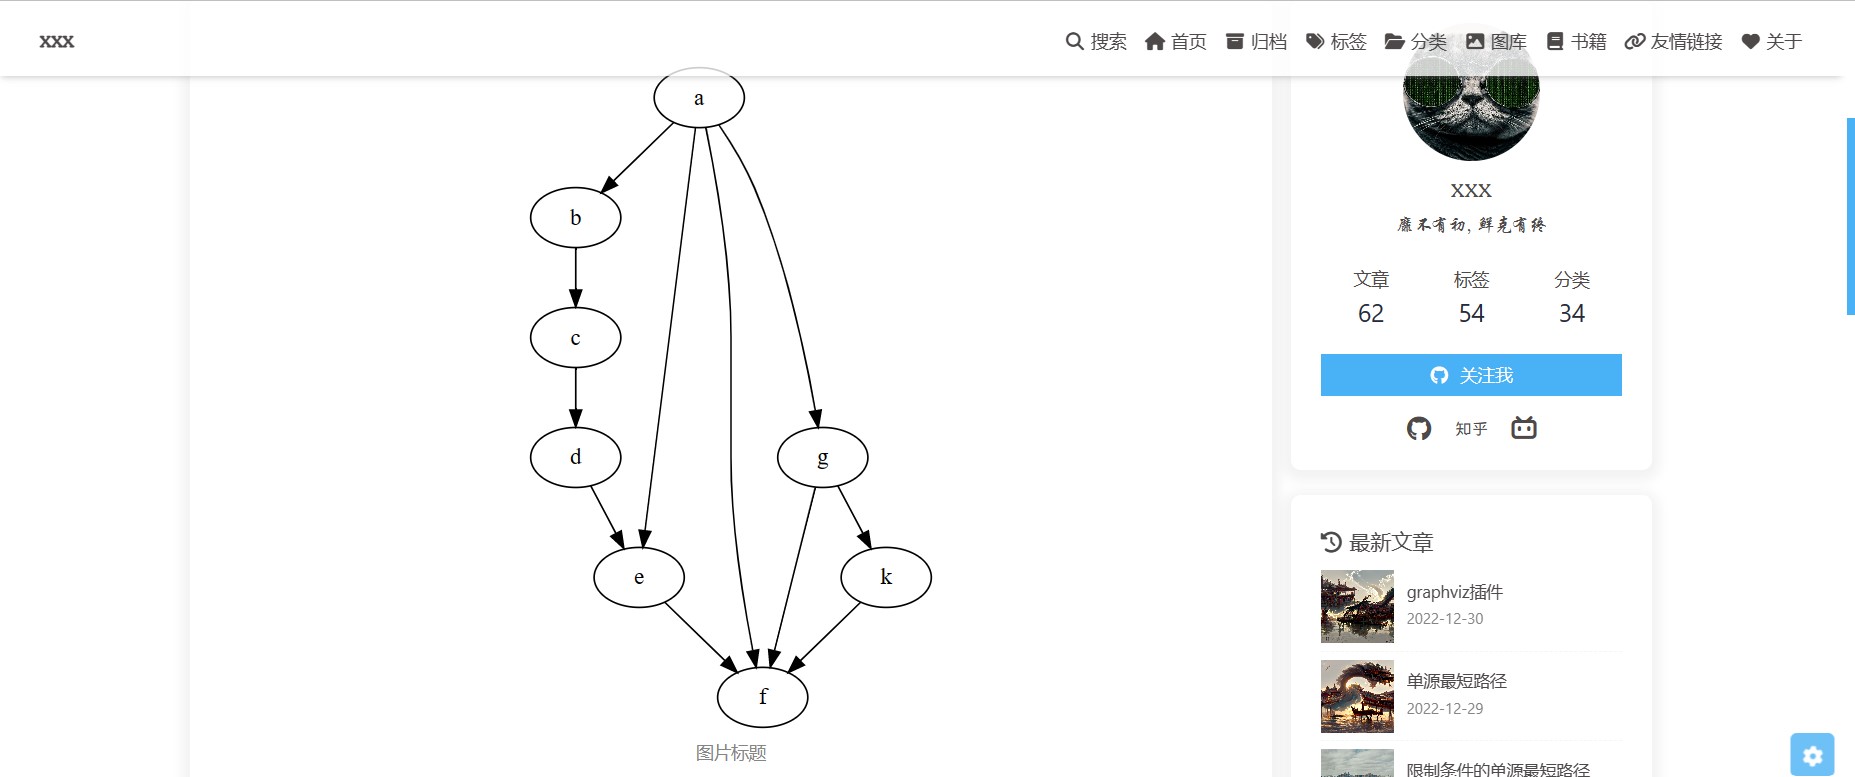 xxx
搜索 首页 归档 标签 分类 图库 书籍 友情链接 关于
a
b
c
d
g
e
k
f
图片标题
xxx
靡不有初, 鲜克有终
文章 标签 分类
62 54 34
关注我
知乎
最新文章
graphviz插件
2022-12-30
单源最短路径
2022-12-29
限制条件的单源最短路径